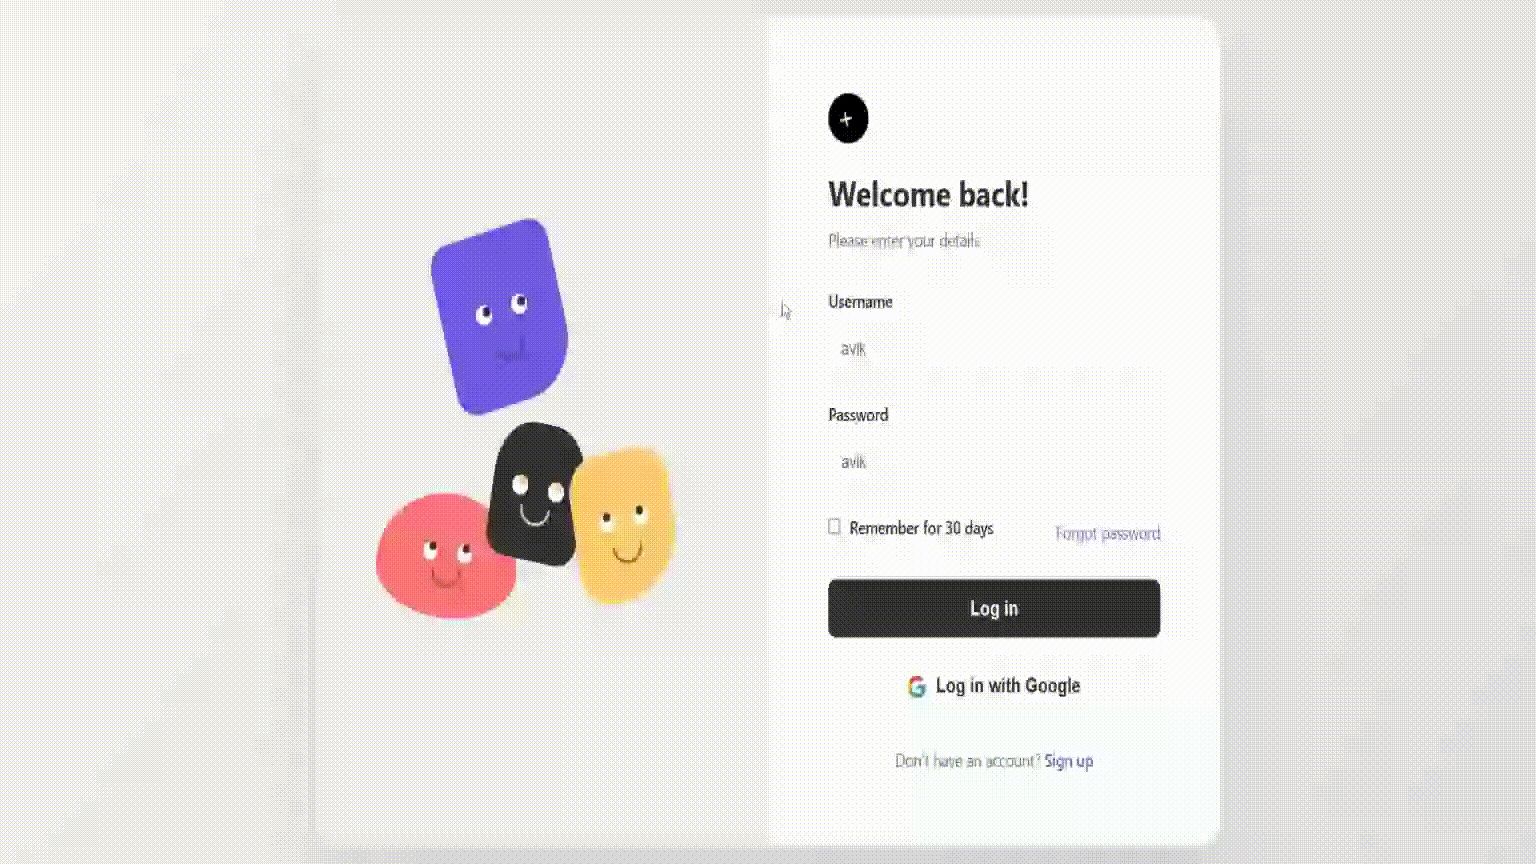 Welcome back!
Please enter your details
Username
avik
Password
avik
Remember for 30 days
Forgot password
Log in
Log in with Google
Don't have an account? Sign up